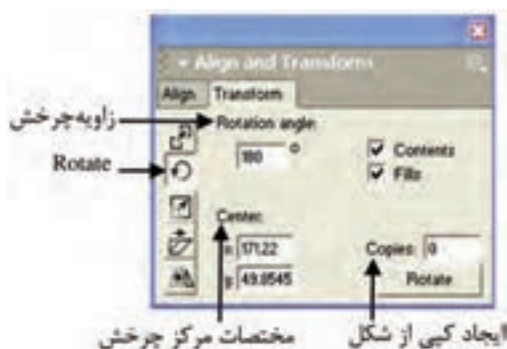 Align and Transform
Align Transform
زاویه چرخش
Rotation angle:
180 °
Contents
Rotate
Fills
Center:
x: 171.22
Copies: 0
y: 49.8545
Rotate
مختصات مرکز چرخش
ایجاد کپی از شکل